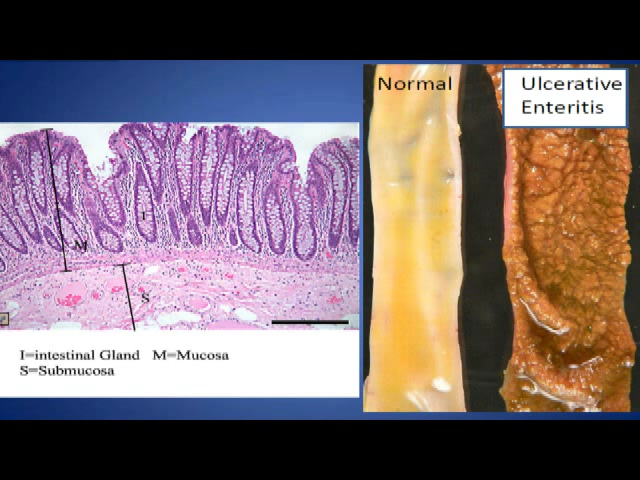 I
M
S
I=intestinal Gland M=Mucosa
S=Submucosa
Normal
Ulcerative
Enteritis